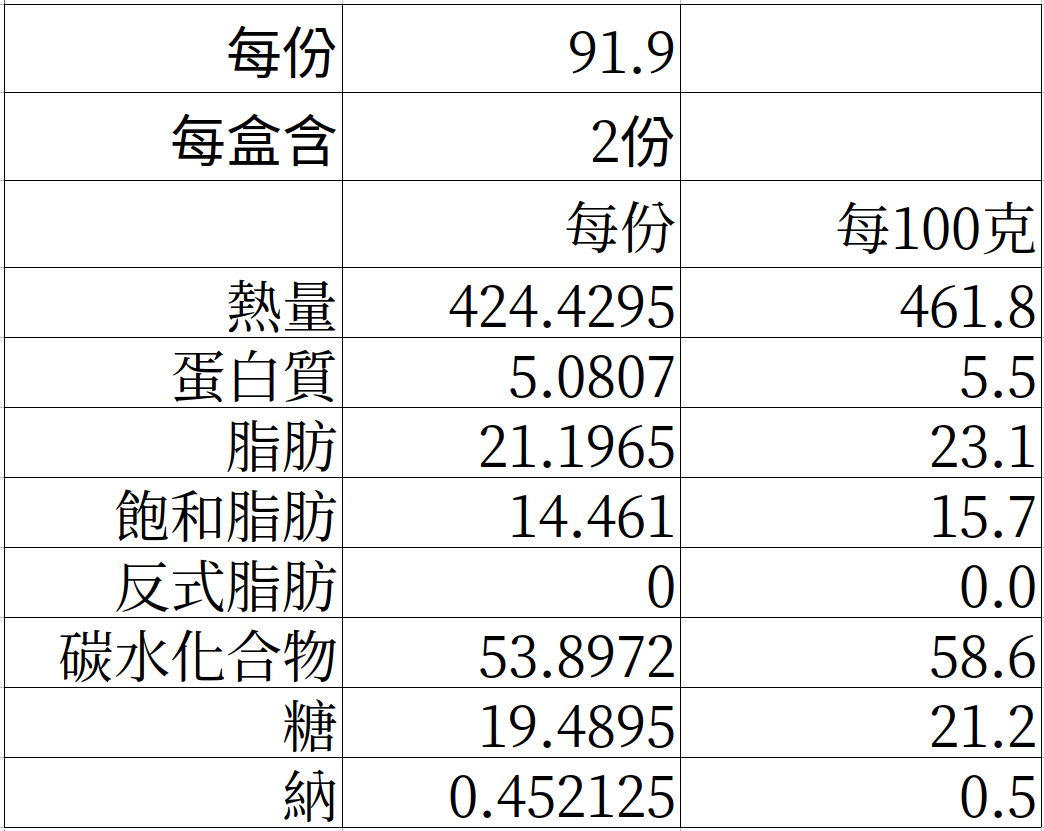 每份 91.9
每盒含 2份
每份 每100克
熱量 424.4295 461.8
蛋白質 5.0807 5.5
脂肪 21.1965 23.1
飽和脂肪 14.461 15.7
反式脂肪 0 0.0
碳水化合物 53.8972 58.6
糖 19.4895 21.2
納 0.452125 0.5